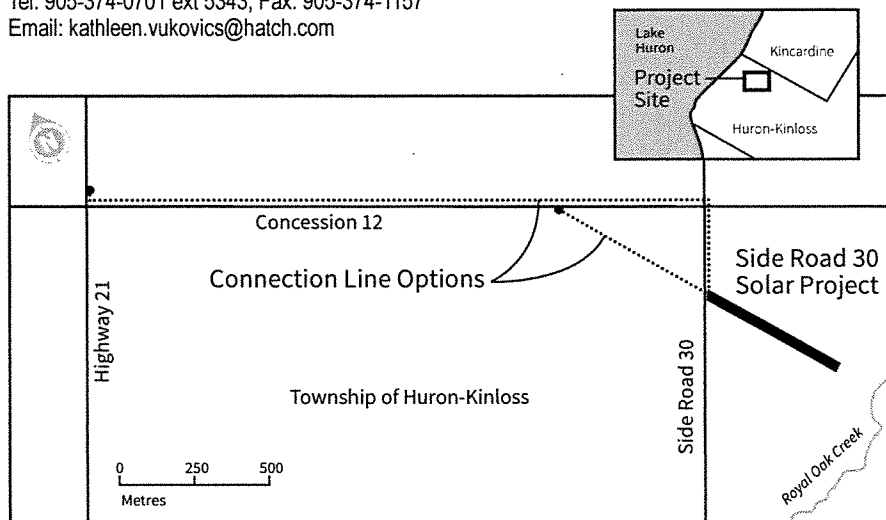 Tel: 905-374-0701 ext 5343, Fax: 905-374-1157
Email: kathleen.vukovics@hatch.com
Lake
Huron
Kincardine
Project
Site
Huron-Kinloss
N
Concession 12
Connection Line Options
Side Road 30
Solar Project
Highway 21
Township of Huron-Kinloss
Side Road 30
Royal Oak Creek
0 250 500
Metres